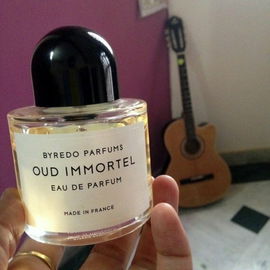 BYREDO PARFUMS
OUD IMMORTEL
EAU DE PARFUM
MADE IN FRANCE